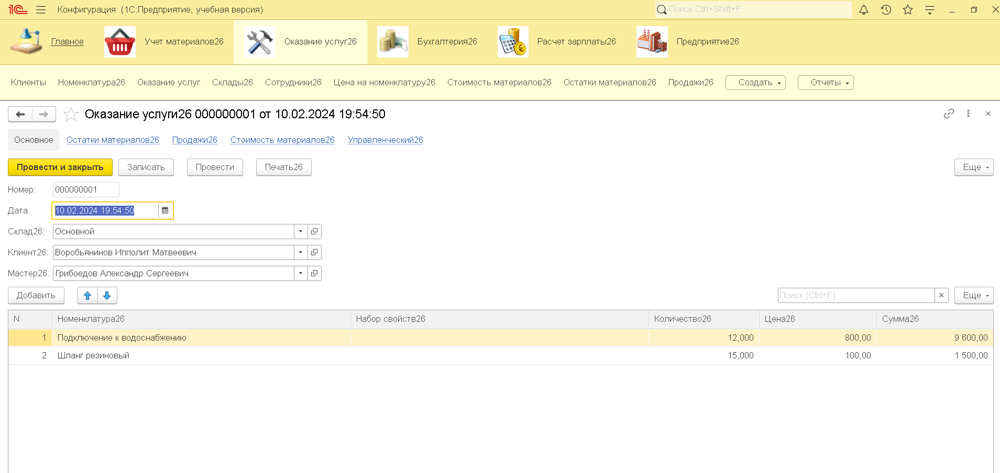 1С Конфигурация (1С:Предприятие, учебная версия) Поиск Ctrl+Shift+F
Главное Учет материалов26 Оказание услуг26 Бухгалтерия26 Расчет зарплаты26 Предприятие26
Клиенты Номенклатура26 Оказание услуг Склады26 Сотрудники26 Цена на номенклатуру26 Стоимость материалов26 Остатки материалов26 Продажи26 Создать Отчеты
Оказание услуги26 000000001 от 10.02.2024 19:54:50
Основное Остатки материалов26 Продажи26 Стоимость материалов26 Управленческий26
Провести и закрыть Записать Провести Печать26 Еще
Номер: 000000001
Дата: 10.02.2024 19:54:50
Склад26: Основной
Клиент26: Воробьянинов Ипполит Матвеевич
Мастер26: Грибоедов Александр Сергеевич
Добавить Поиск (Ctrl+F) Еще
N Номенклатура26 Набор свойств26 Количество26 Цена26 Сумма26
1 Подключение к водоснабжению 12,000 800,00 9 600,00
2 Шланг резиновый 15,000 100,00 1 500,00